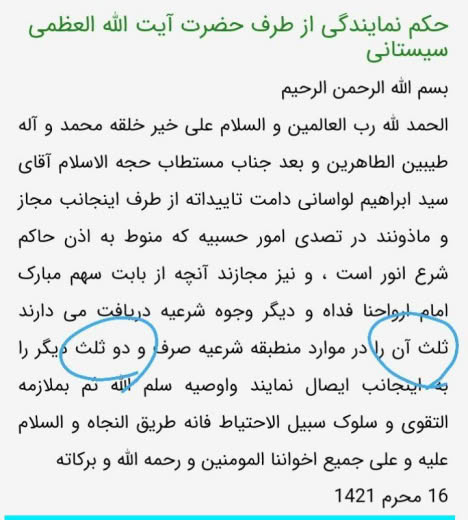 حکم نمایندگی از طرف حضرت آیت الله العظمی
سیستانی
بسم الله الرحمن الرحیم
الحمد لله رب العالمین و السلام علی خیر خلقه محمد و آله
طیبین الطاهرین و بعد جناب مستطاب حجه الاسلام آقای
سید ابراهیم لواسانی دامت تاییداته از طرف اینجانب مجاز
و ماذونند در تصدی امور حسبیه که منوط به اذن حاکم
شرع انور است ، و نیز مجازند آنچه از بابت سهم مبارک
امام ارواحنا فداه و دیگر وجوه شرعیه دریافت می دارند
ثلث آن را در موارد منطبقه شرعیه صرف و دو ثلث دیگر را
به اینجانب ایصال نمایند واوصیه سلم الله ثم بملازمه
التقوی و سلوک سبیل الاحتیاط فانه طریق النجاه و السلام
علیه و علی جمیع اخواننا المومنین و رحمه الله و برکاته
16 محرم 1421